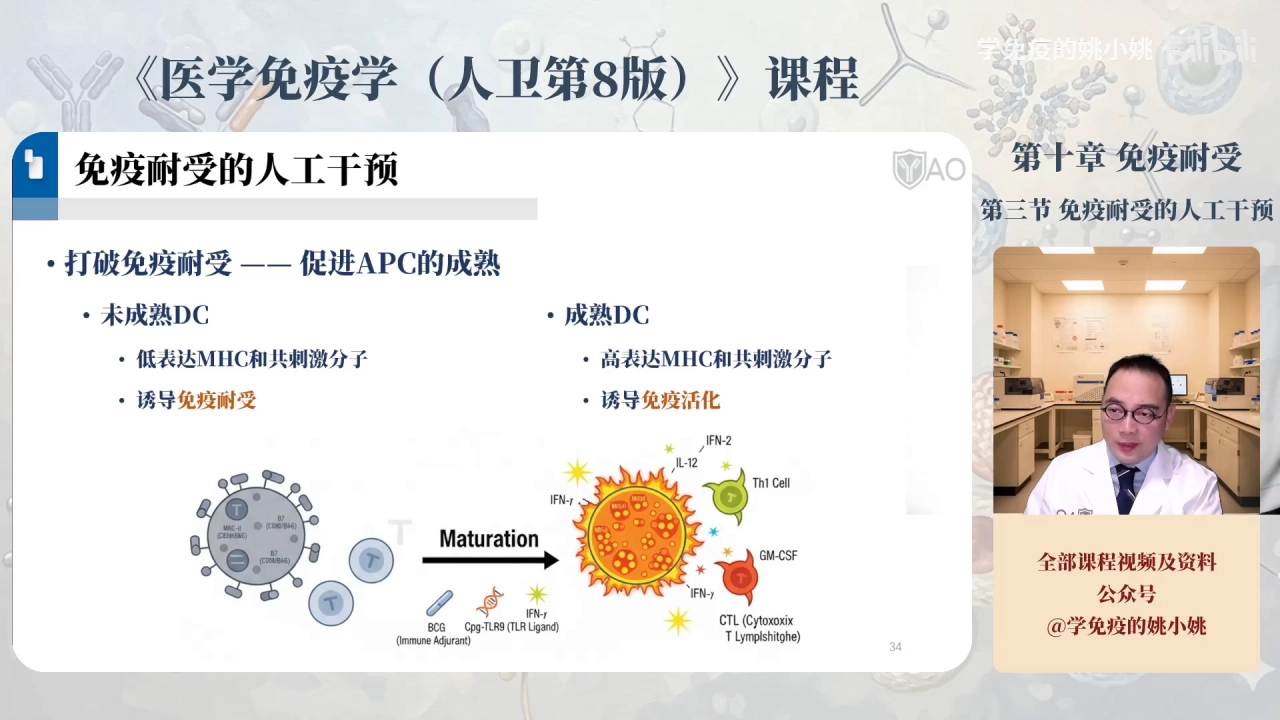 《医学免疫学（人卫第8版）》课程
学免疫的姚小姚 bilibili
免疫耐受的人工干预
YAO
第十章 免疫耐受
第三节 免疫耐受的人工干预
• 打破免疫耐受 —— 促进APC的成熟
• 未成熟DC
• 低表达MHC和共刺激分子
• 诱导免疫耐受
• 成熟DC
• 高表达MHC和共刺激分子
• 诱导免疫活化
T
MHC-II
B7
B7
T
T
T
Maturation
BCG
(Immune Adjurant)
Cpg-TLR9 (TLR Ligand)
IFN-γ
IFN-γ
IL-12
IFN-2
T
Th1 Cell
T
GM-CSF
IFN-γ
CTL (Cytoxoxix
T Lymplshitghe)
34
全部课程视频及资料
公众号
@学免疫的姚小姚